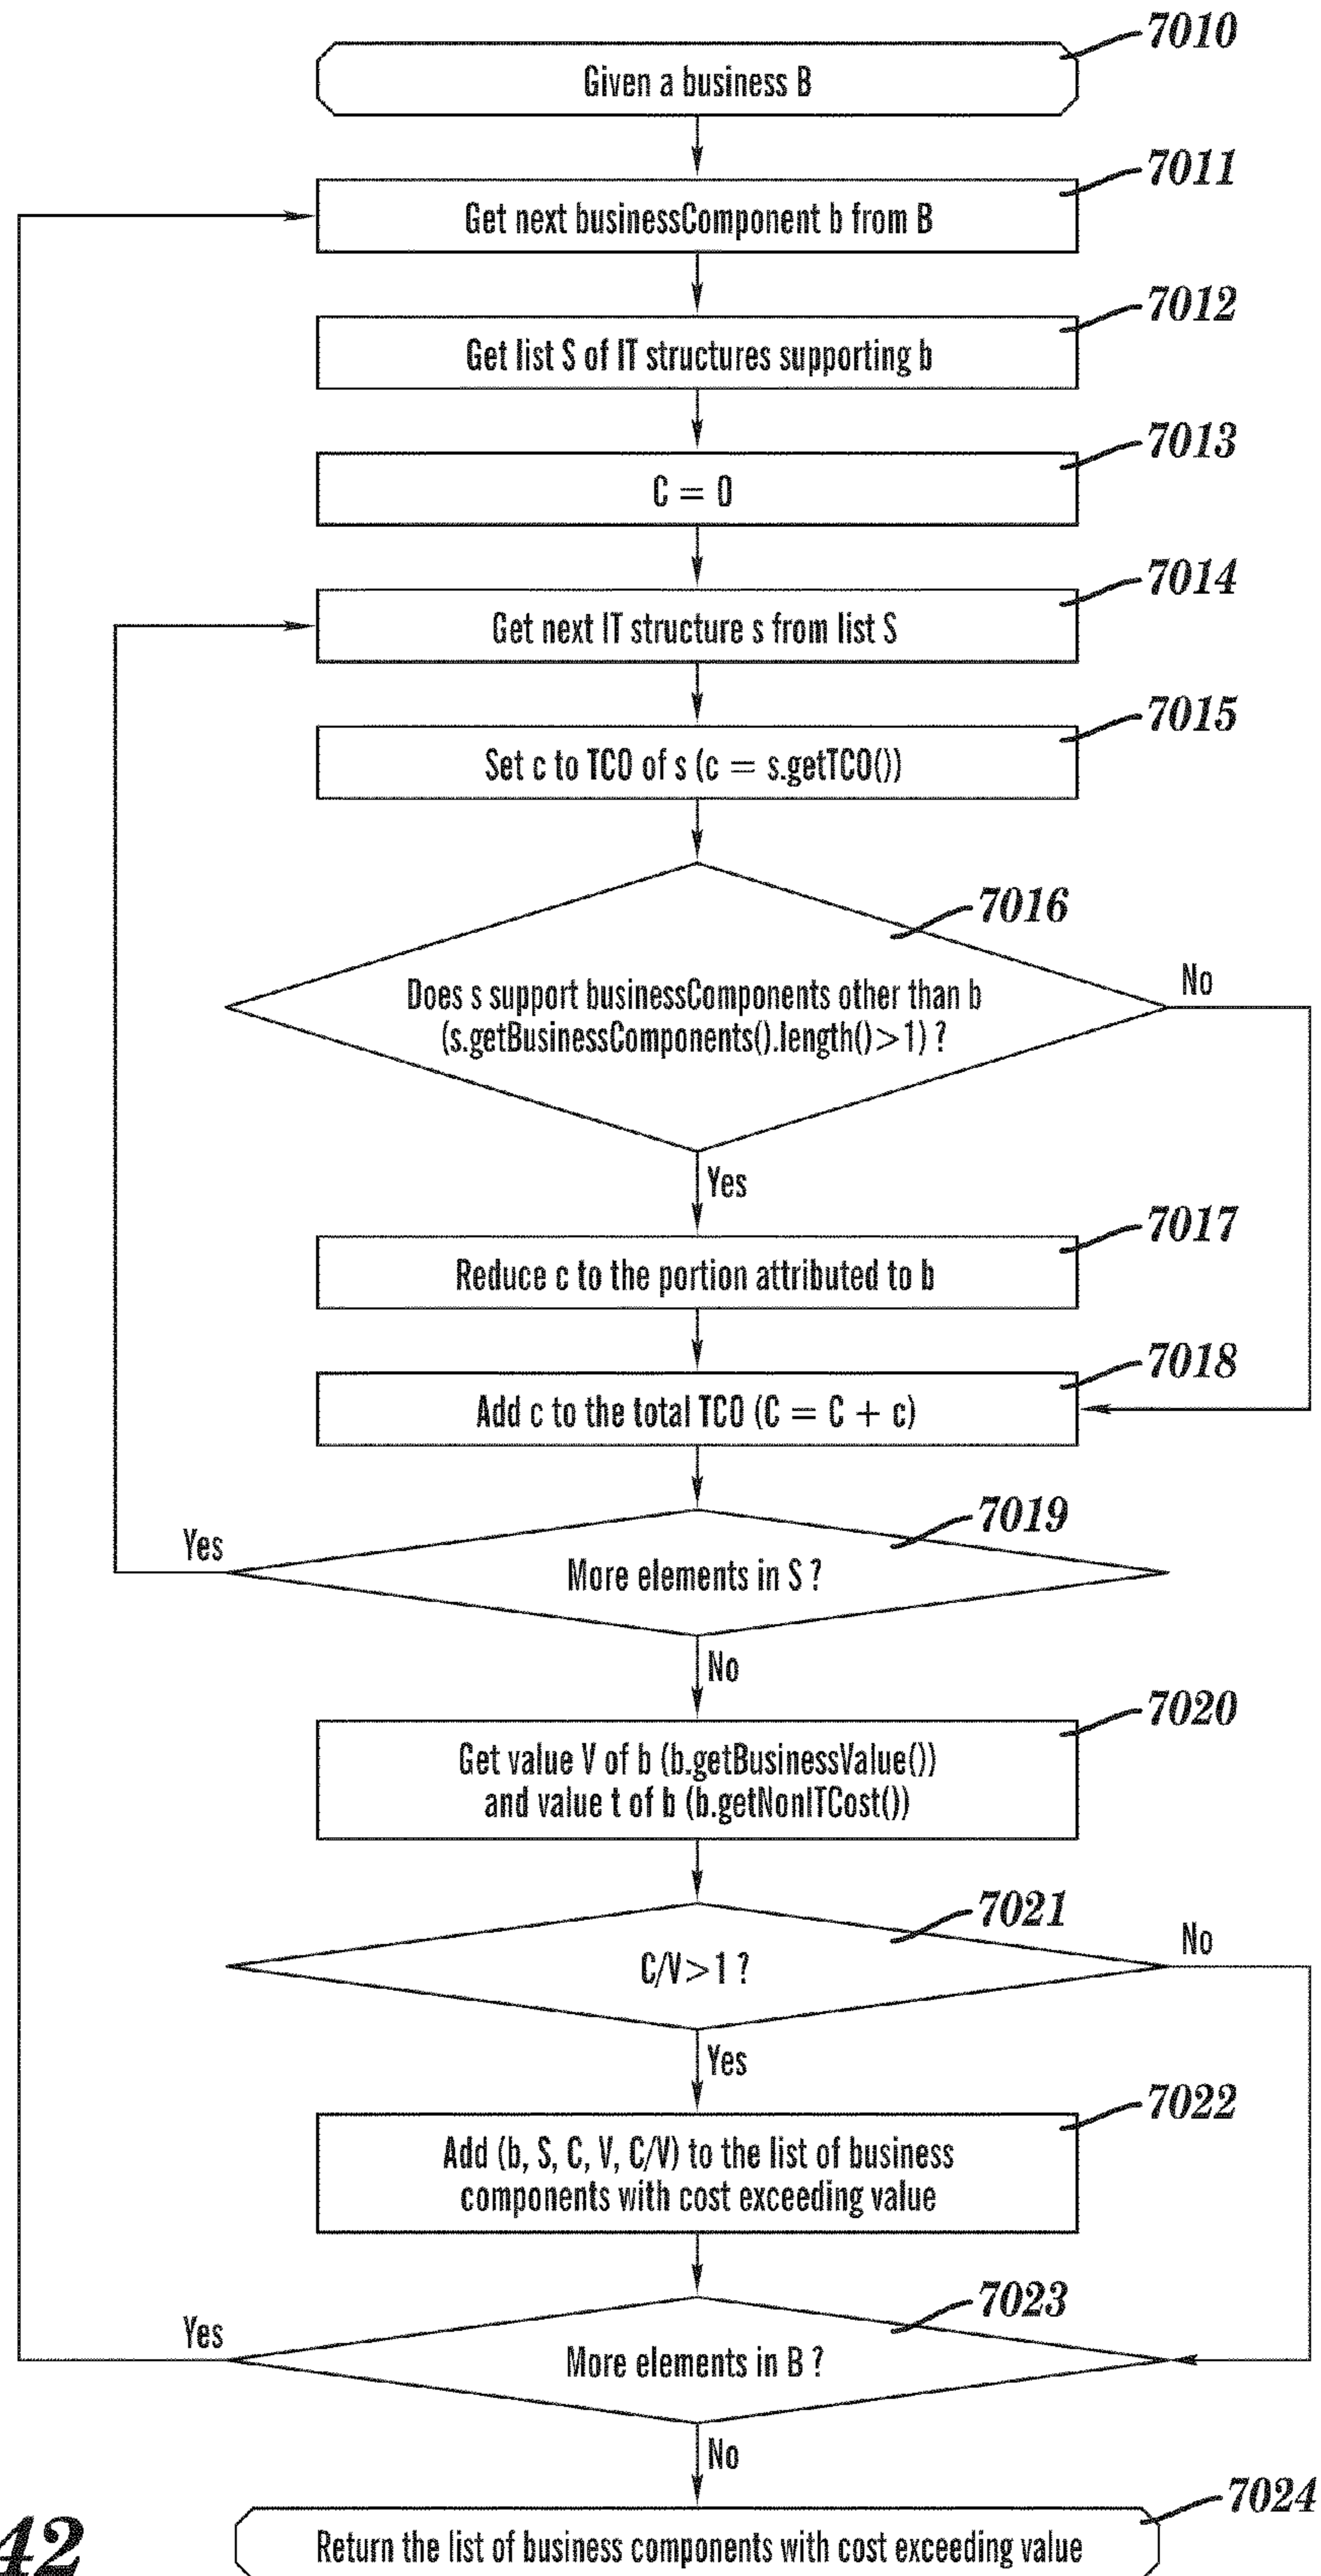 7010
Given a business B
7011
Get next businessComponent b from B
7012
Get list S of IT structures supporting b
7013
C = 0
7014
Get next IT structure s from list S
7015
Set c to TCO of s (c = s.getTCO())
7016
Does s support businessComponents other than b
No
(s.getBusinessComponents().length()>1) ?
Yes
7017
Reduce c to the portion attributed to b
7018
Add c to the total TCO (C = C + c)
7019
Yes
More elements in S ?
No
7020
Get value V of b (b.getBusinessValue())
and value t of b (b.getNonITCost())
7021
No
C/V>1 ?
Yes
7022
Add (b, S, C, V, C/V) to the list of business
components with cost exceeding value
7023
Yes
More elements in B ?
No
7024
42
Return the list of business components with cost exceeding value